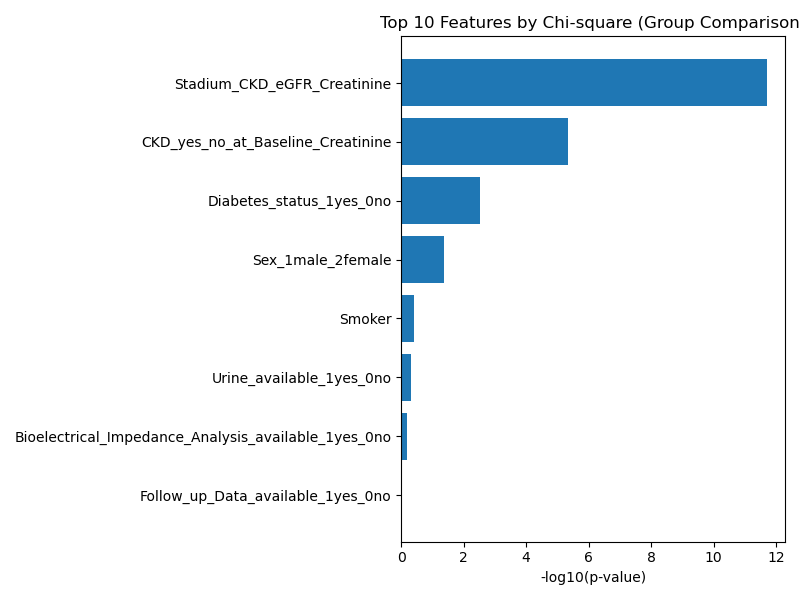 Top 10 Features by Chi-square (Group Comparison
Stadium_CKD_eGFR_Creatinine
CKD_yes_no_at_Baseline_Creatinine
Diabetes_status_1yes_0no
Sex_1male_2female
Smoker
Urine_available_1yes_0no
Bioelectrical_Impedance_Analysis_available_1yes_0no
Follow_up_Data_available_1yes_0no
0 2 4 6 8 10 12
-log10(p-value)